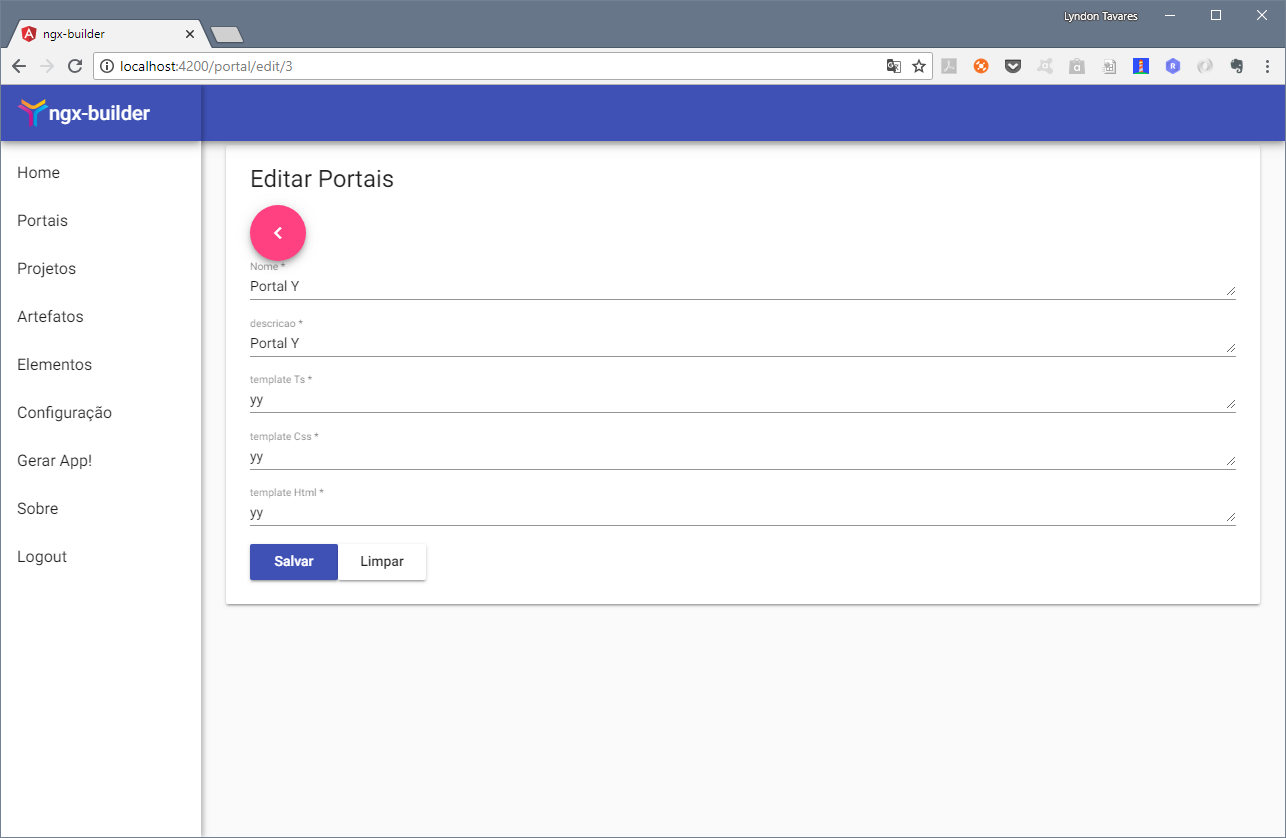 Lyndon Tavares
ngx-builder
localhost:4200/portal/edit/3
ngx-builder
Home
Portais
Projetos
Artefatos
Elementos
Configuração
Gerar App!
Sobre
Logout
Editar Portais
Nome *
Portal Y
descricao *
Portal Y
template Ts *
yy
template Css *
yy
template Html *
yy
Salvar Limpar